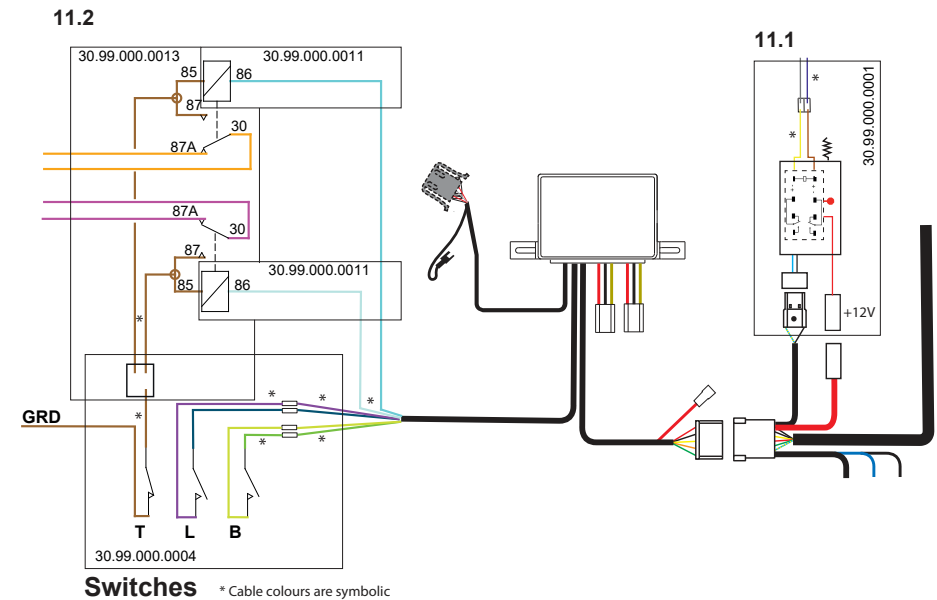 11.2
11.1
30.99.000.0013
30.99.000.0011
85
86
87
30
87A
87A
30
87
85
86
30.99.000.0011
30.99.000.0001
*
*
+12V
*
*
*
*
*
*
*
GRD
T
L
B
30.99.000.0004
Switches
* Cable colours are symbolic